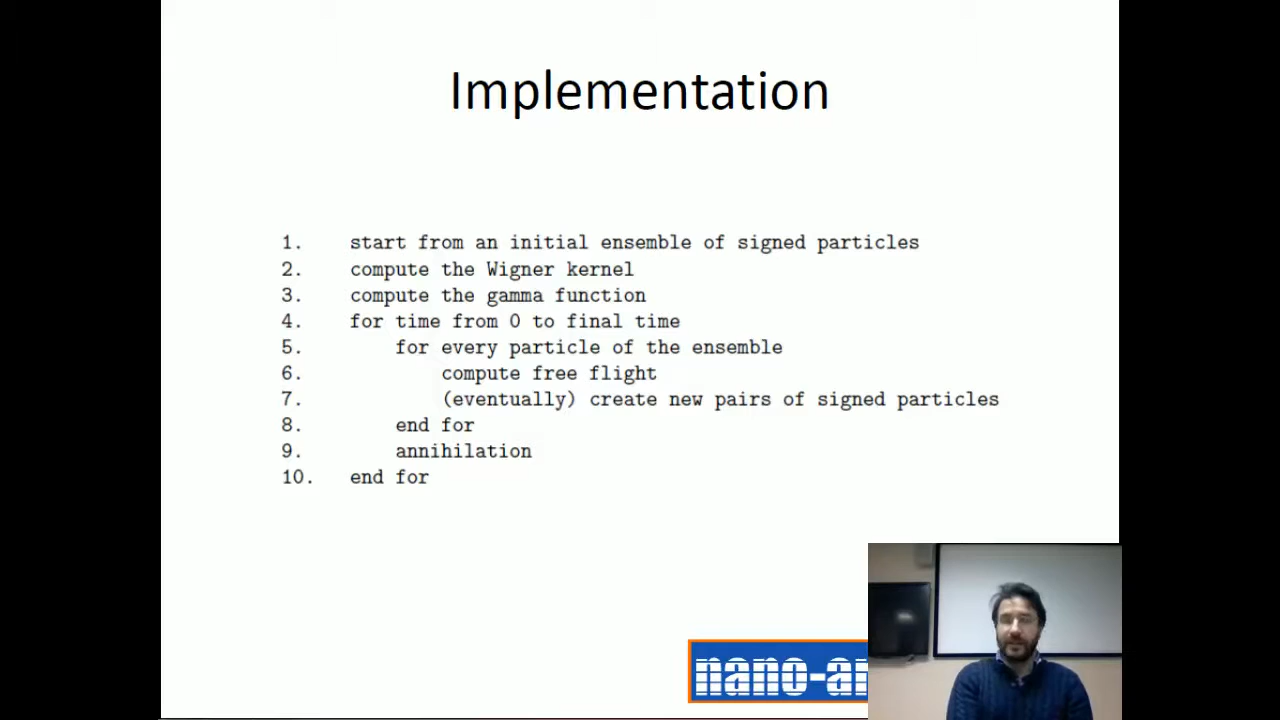 Implementation
1. start from an initial ensemble of signed particles
2. compute the Wigner kernel
3. compute the gamma function
4. for time from 0 to final time
5. for every particle of the ensemble
6. compute free flight
7. (eventually) create new pairs of signed particles
8. end for
9. annihilation
10. end for